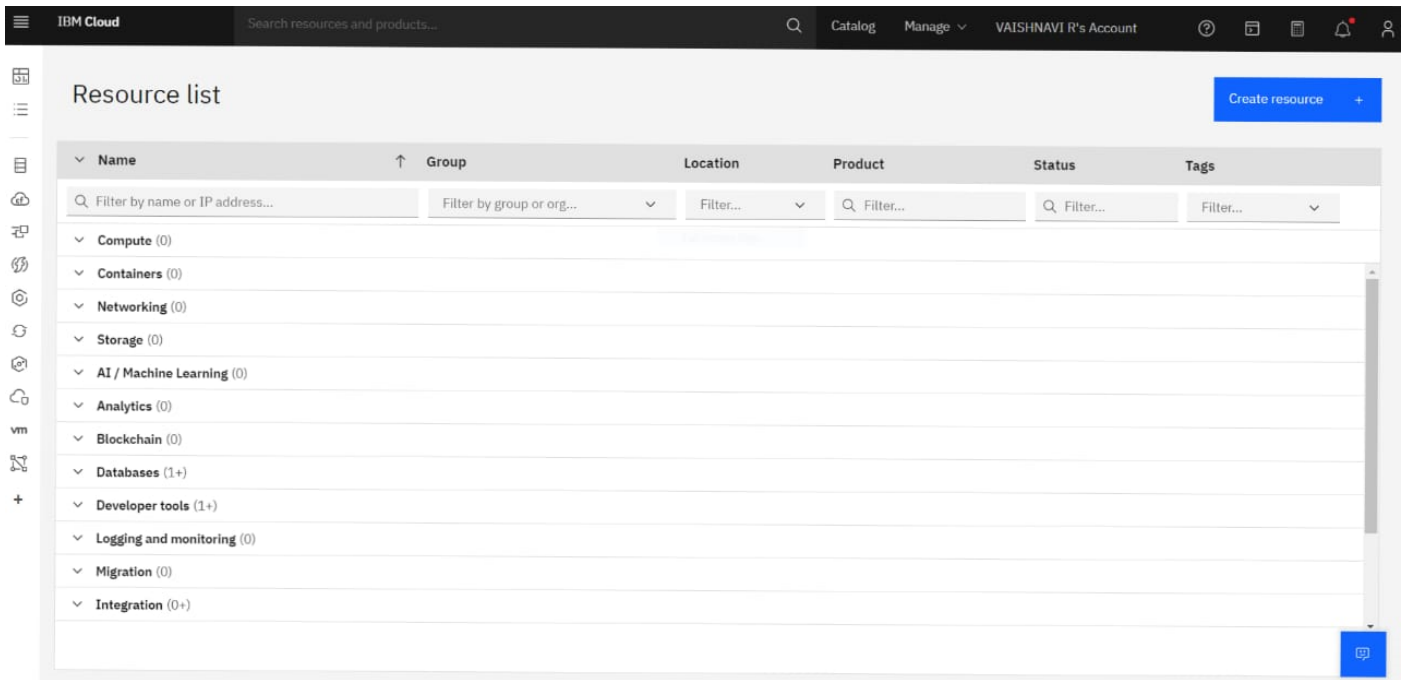 IBM Cloud Search resources and products... Catalog Manage VAISHNAVI R's Account
Resource list
Create resource +
Name Group Location Product Status Tags
Filter by name or IP address... Filter by group or org... Filter... Filter... Filter... Filter...
Compute (0)
Containers (0)
Networking (0)
Storage (0)
AI / Machine Learning (0)
Analytics (0)
Blockchain (0)
vm
Databases (1+)
Developer tools (1+)
Logging and monitoring (0)
Migration (0)
Integration (0+)